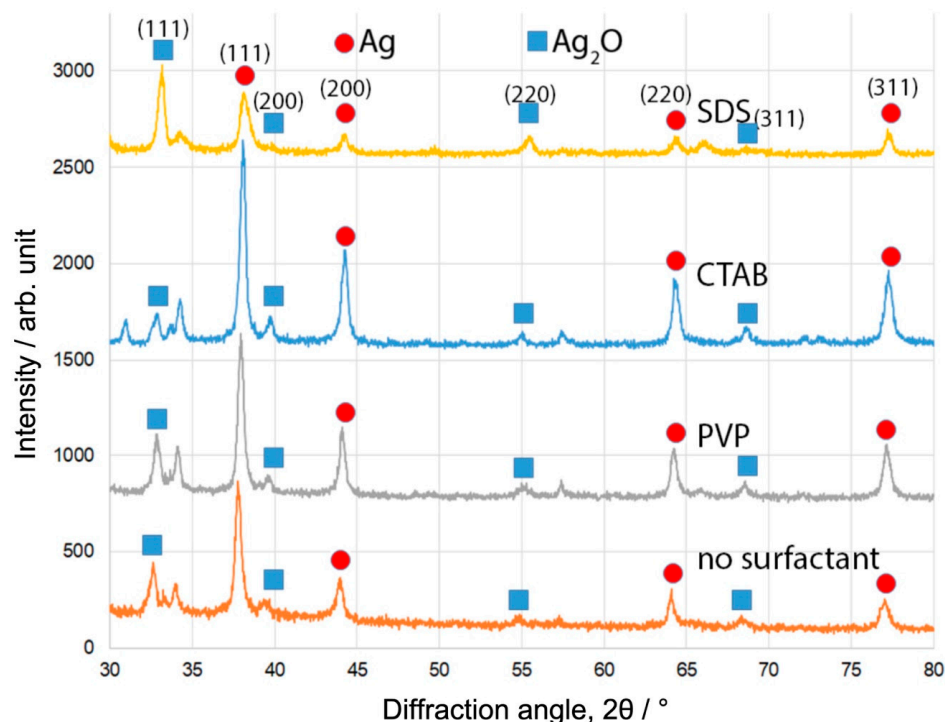 (111)
(111)
Ag
Ag₂O
(200)
(200)
(220)
(220)
SDS
(311)
(311)
CTAB
PVP
no surfactant
3000
2500
2000
1500
1000
500
0
Intensity / arb. unit
30 35 40 45 50 55 60 65 70 75 80
Diffraction angle, 2θ / °